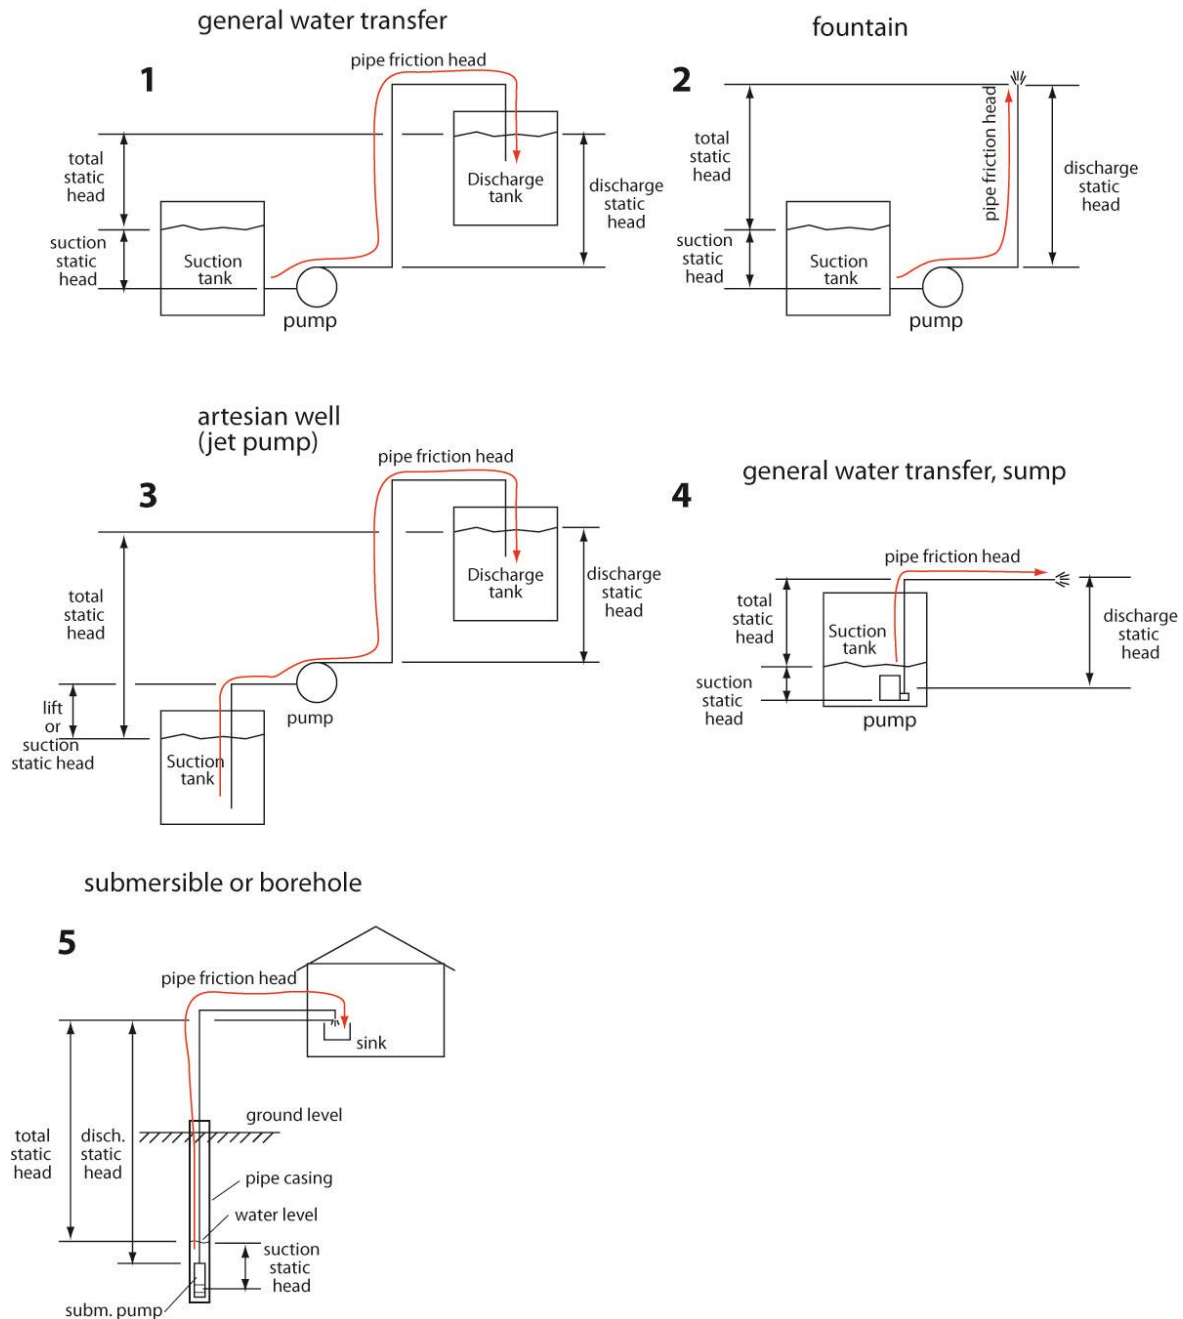 general water transfer
1
pipe friction head
total
static
head
suction
static
head
Suction
tank
pump
Discharge
tank
discharge
static
head
fountain
2
total
static
head
suction
static
head
Suction
tank
pump
pipe friction head
discharge
static
head
artesian well
(jet pump)
3
pipe friction head
total
static
head
lift
or
suction
static head
Suction
tank
pump
Discharge
tank
discharge
static
head
general water transfer, sump
4
pipe friction head
total
static
head
suction
static
head
Suction
tank
pump
discharge
static
head
submersible or borehole
5
pipe friction head
sink
ground level
total
static
head
disch.
static
head
pipe casing
water level
suction
static
head
subm. pump